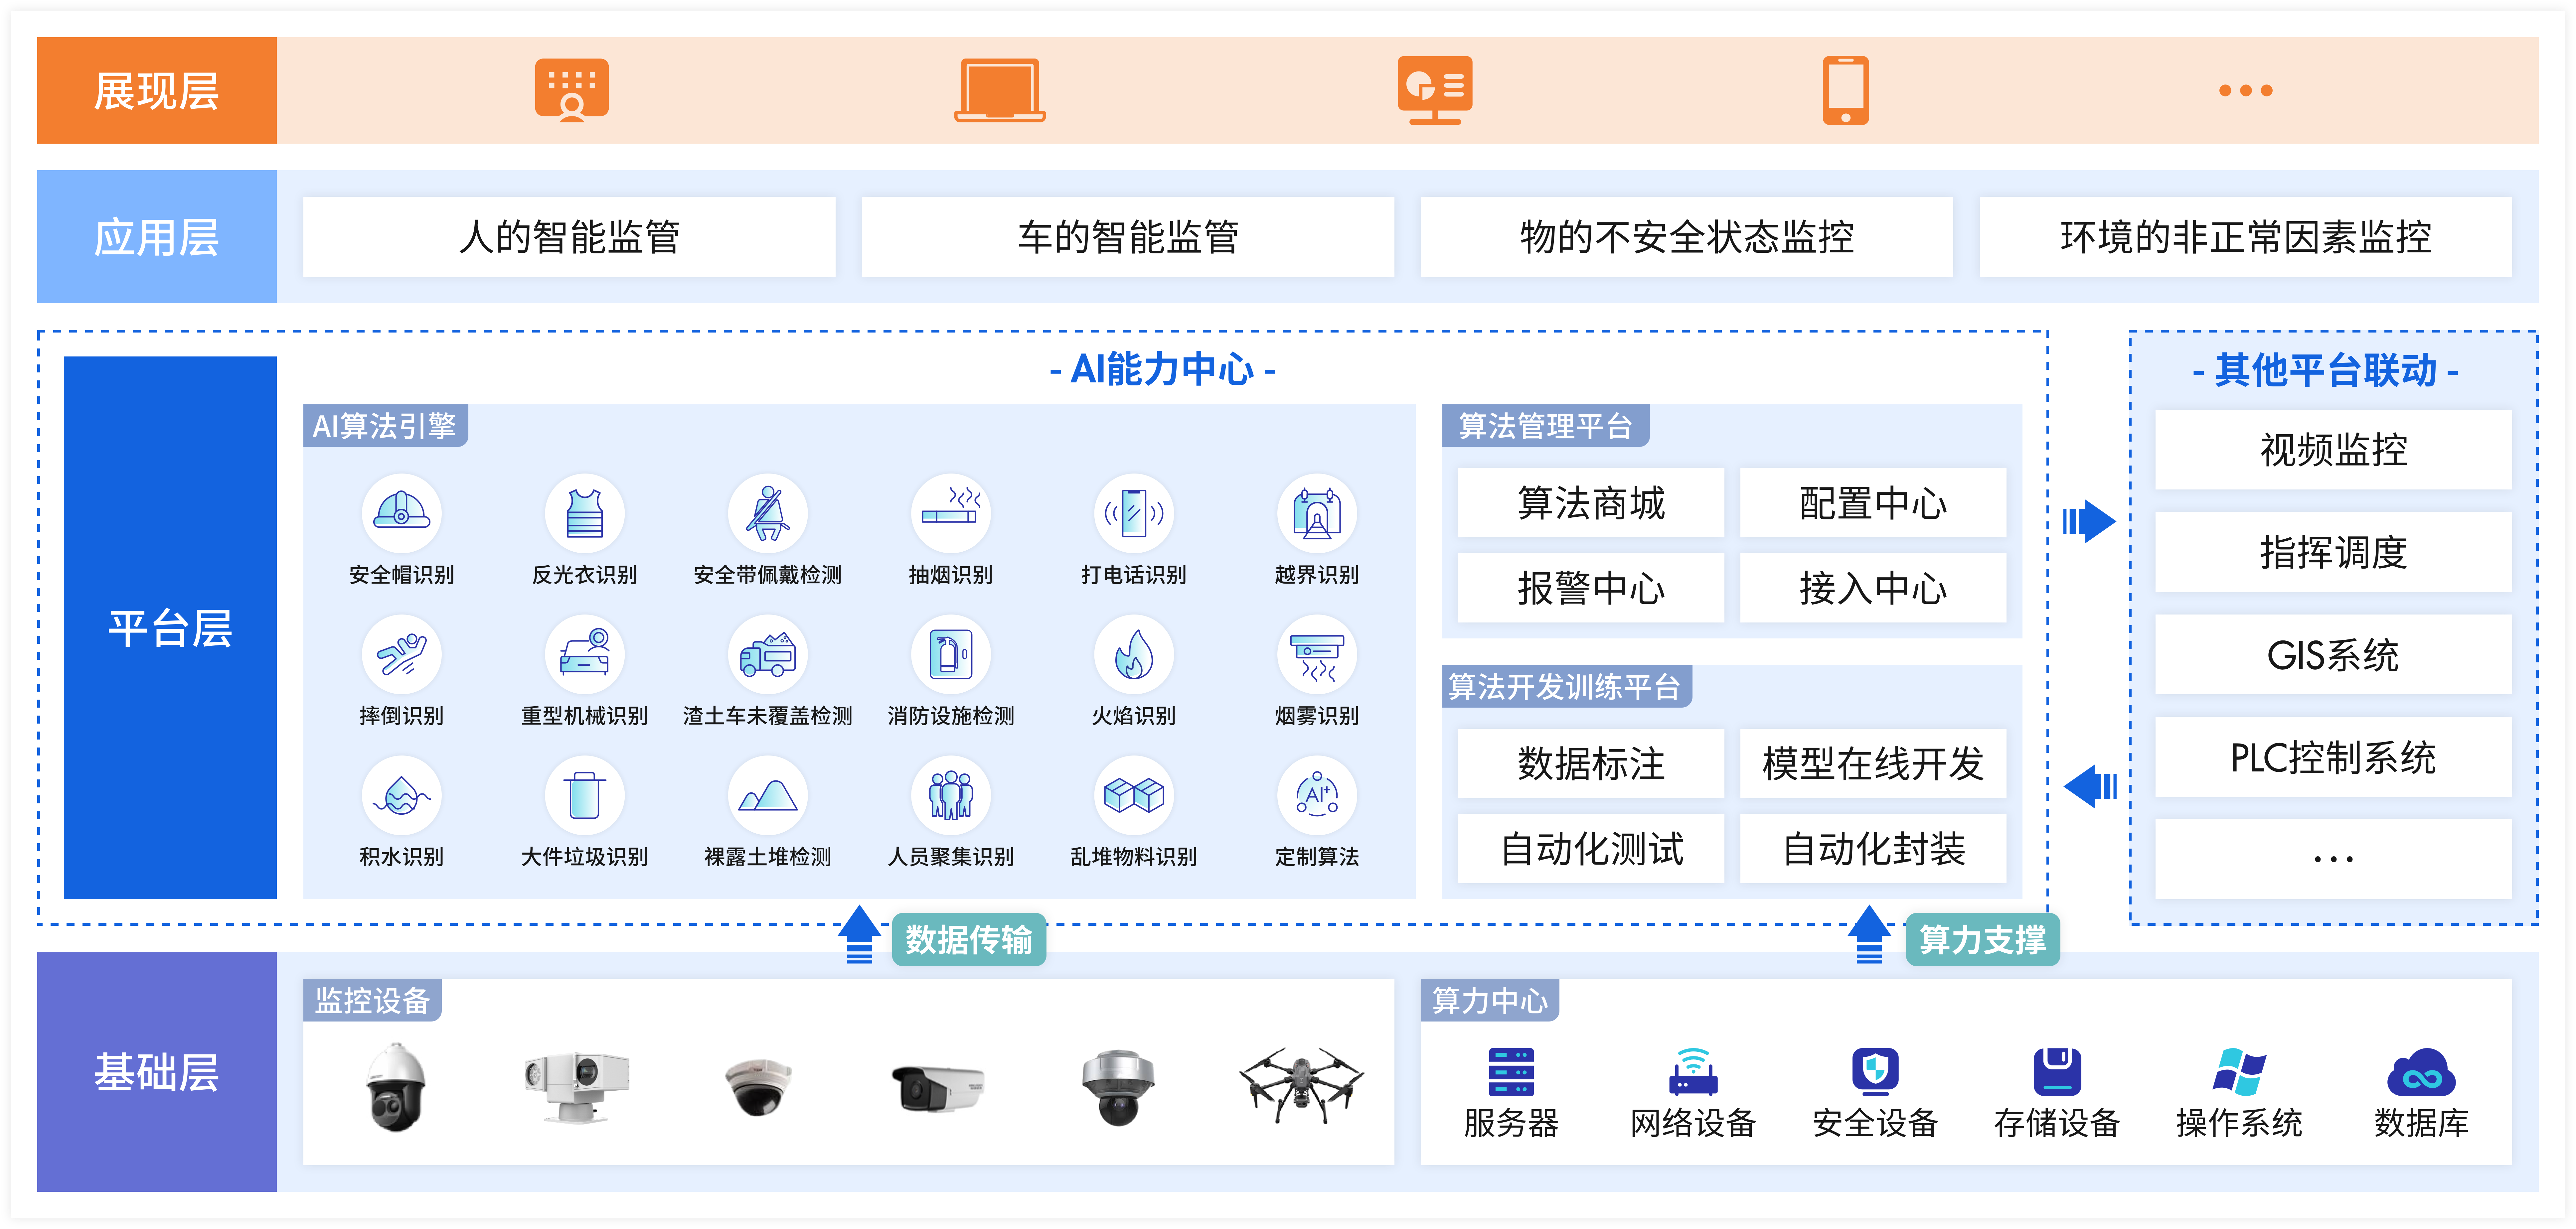 展现层
...
应用层
人的智能监管
车的智能监管
物的不安全状态监控
环境的非正常因素监控
平台层
- AI能力中心 -
AI算法引擎
安全帽识别
反光衣识别
安全带佩戴检测
抽烟识别
打电话识别
越界识别
摔倒识别
重型机械识别
渣土车未覆盖检测
消防设施检测
火焰识别
烟雾识别
积水识别
大件垃圾识别
裸露土堆检测
人员聚集识别
乱堆物料识别
AI+
定制算法
算法管理平台
算法商城
配置中心
报警中心
接入中心
算法开发训练平台
数据标注
模型在线开发
自动化测试
自动化封装
- 其他平台联动 -
视频监控
指挥调度
GIS系统
PLC控制系统
...
数据传输
算力支撑
基础层
监控设备
算力中心
服务器
网络设备
安全设备
存储设备
操作系统
数据库